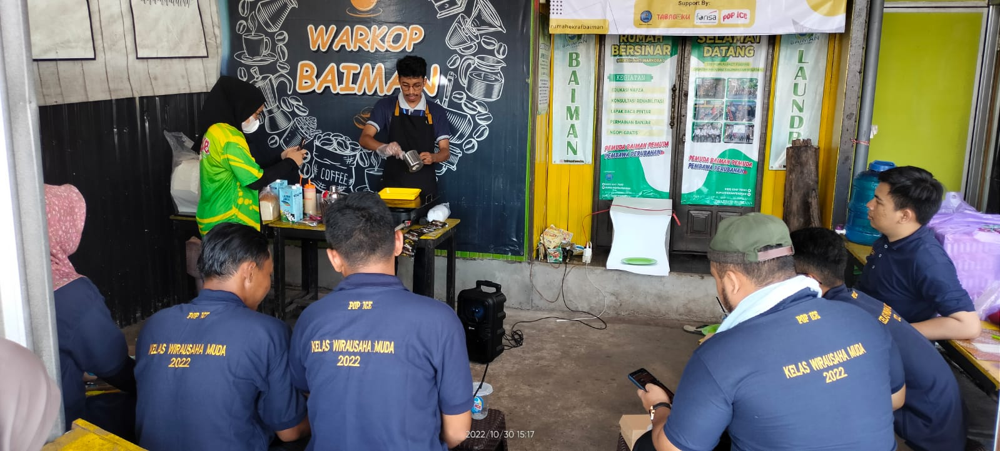 WARKOP
BAIMAN
COFFEE
Support By:
TABAGOKU
forisa
POP ICE
rumahekrafbaiman
BAIMAN
BAIMAN
RUMAH
BERSINAR
KEGIATAN
EDUKASI NAPZA
KONSULTASI REHABILITASI
LAPAK BACA PINTAR
PERMAINAN BANJAR
NGOPI GRATIS
PEMUDA BAIMAN PEMUDA
PEMBAWA PERUBAHAN
SELAMAT
DATANG
PEMUDA BAIMAN PEMUDA
PEMBAWA PERUBAHAN
BAIMAN
LAUNDR
POP ICE
KELAS WIRAUSAHA MUDA
2022
POP ICE
KELAS WIRAUSAHA MUDA
2022
POP ICE
KELAS WIRAUSAHA MUDA
2022
2022/10/30 15:17